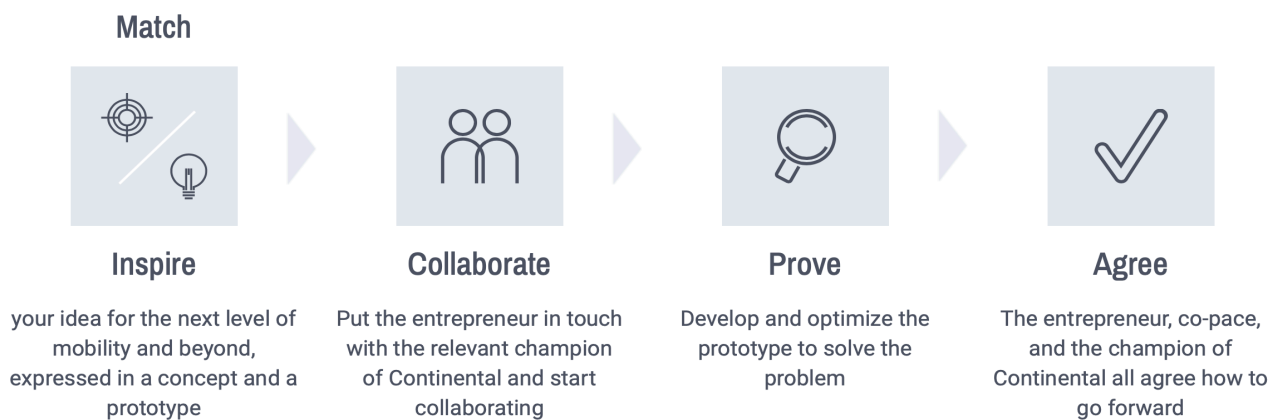 Match
Inspire
your idea for the next level of
mobility and beyond,
expressed in a concept and a
prototype
Collaborate
Put the entrepreneur in touch
with the relevant champion
of Continental and start
collaborating
Prove
Develop and optimize the
prototype to solve the
problem
Agree
The entrepreneur, co-pace,
and the champion of
Continental all agree how to
go forward